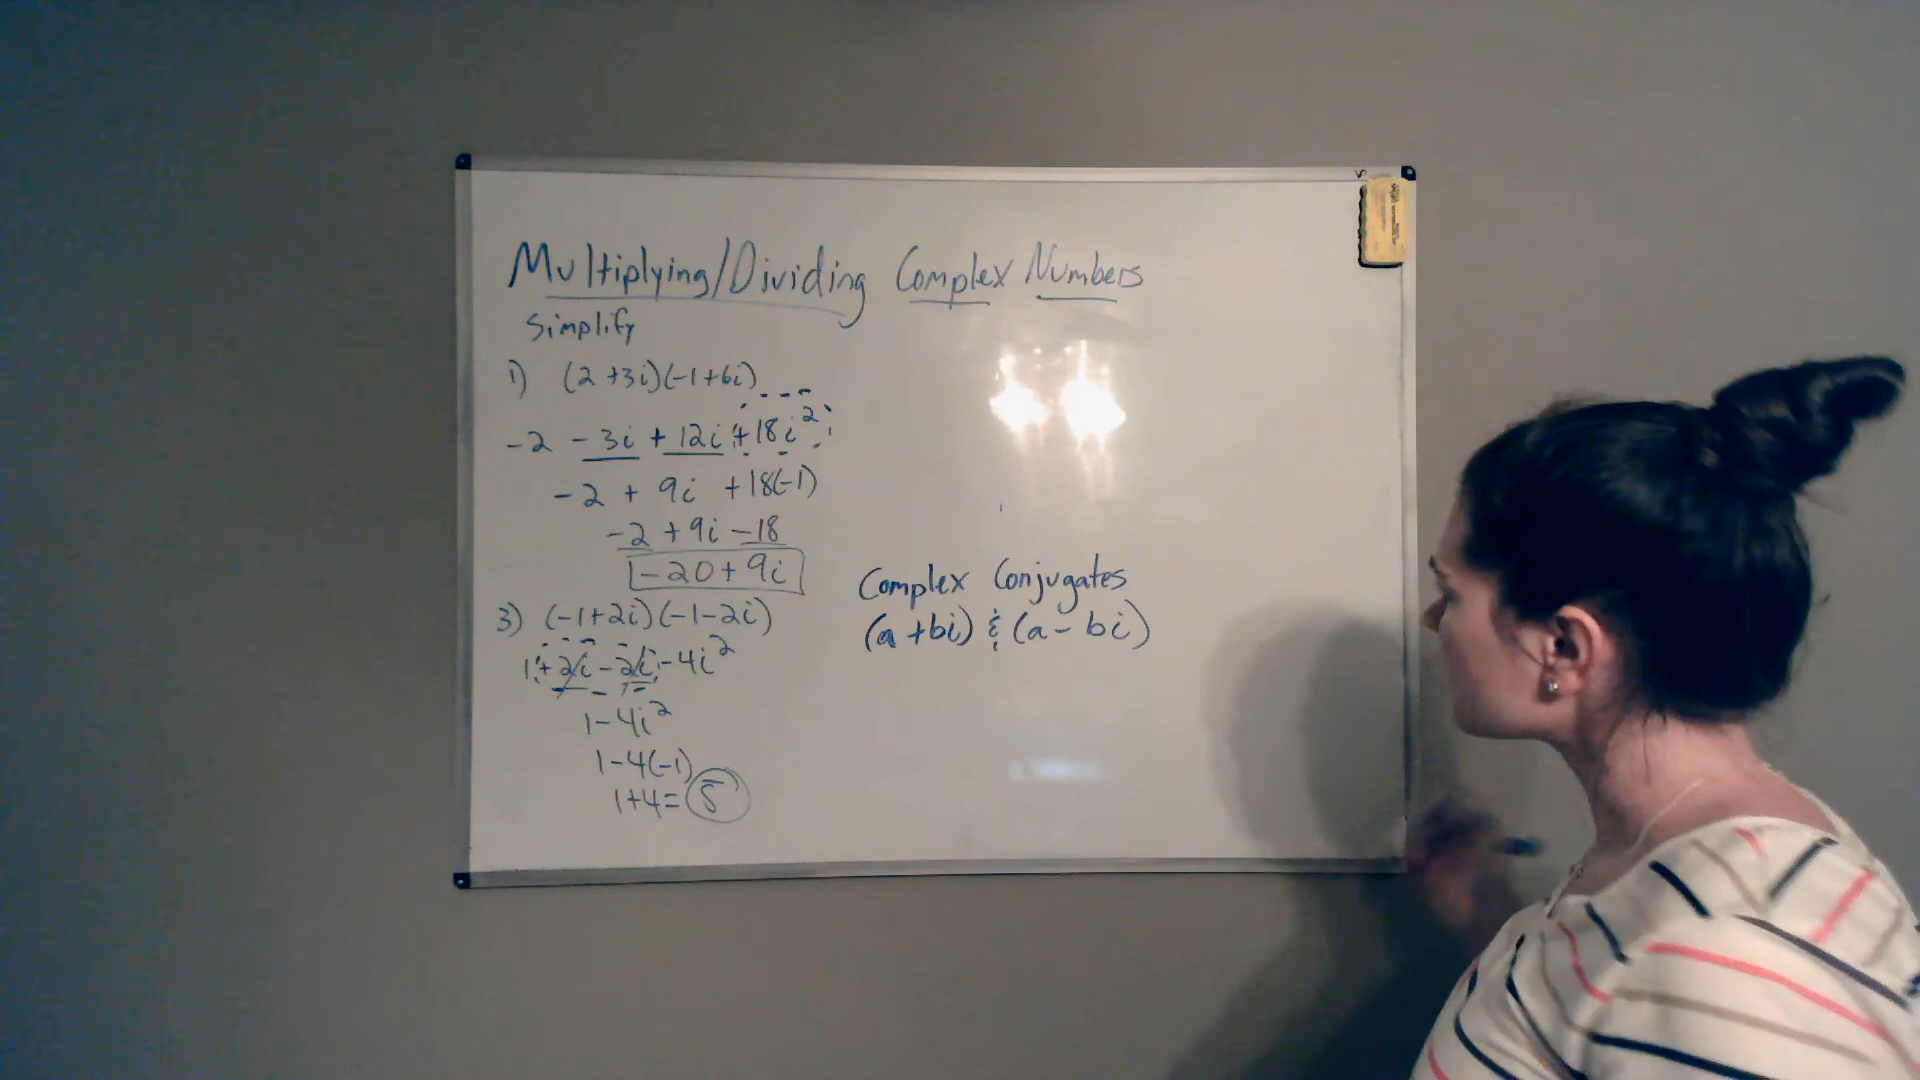 Multiplying/Dividing Complex Numbers
Simplify
1) (2+3i)(-1+6i)
-2 -3i + 12i + 18i²
-2 + 9i + 18(-1)
-2 + 9i - 18
-20 + 9i
3) (-1+2i)(-1-2i)
1 + 2i - 2i - 4i²
1 - 4i²
1 - 4(-1)
1 + 4 = 5
Complex Conjugates
(a+bi) & (a-bi)